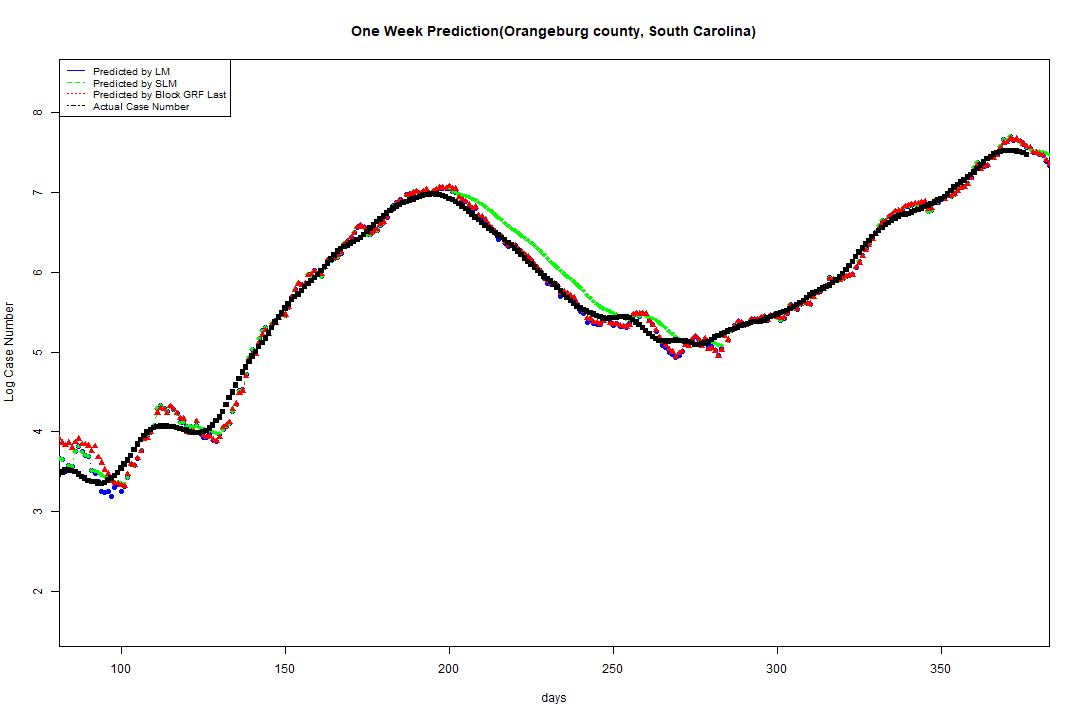 One Week Prediction(Orangeburg county, South Carolina)
Predicted by LM
Predicted by SLM
Predicted by Block GRF Last
Actual Case Number
8
7
6
5
4
3
2
Log Case Number
100 150 200 250 300 350
days